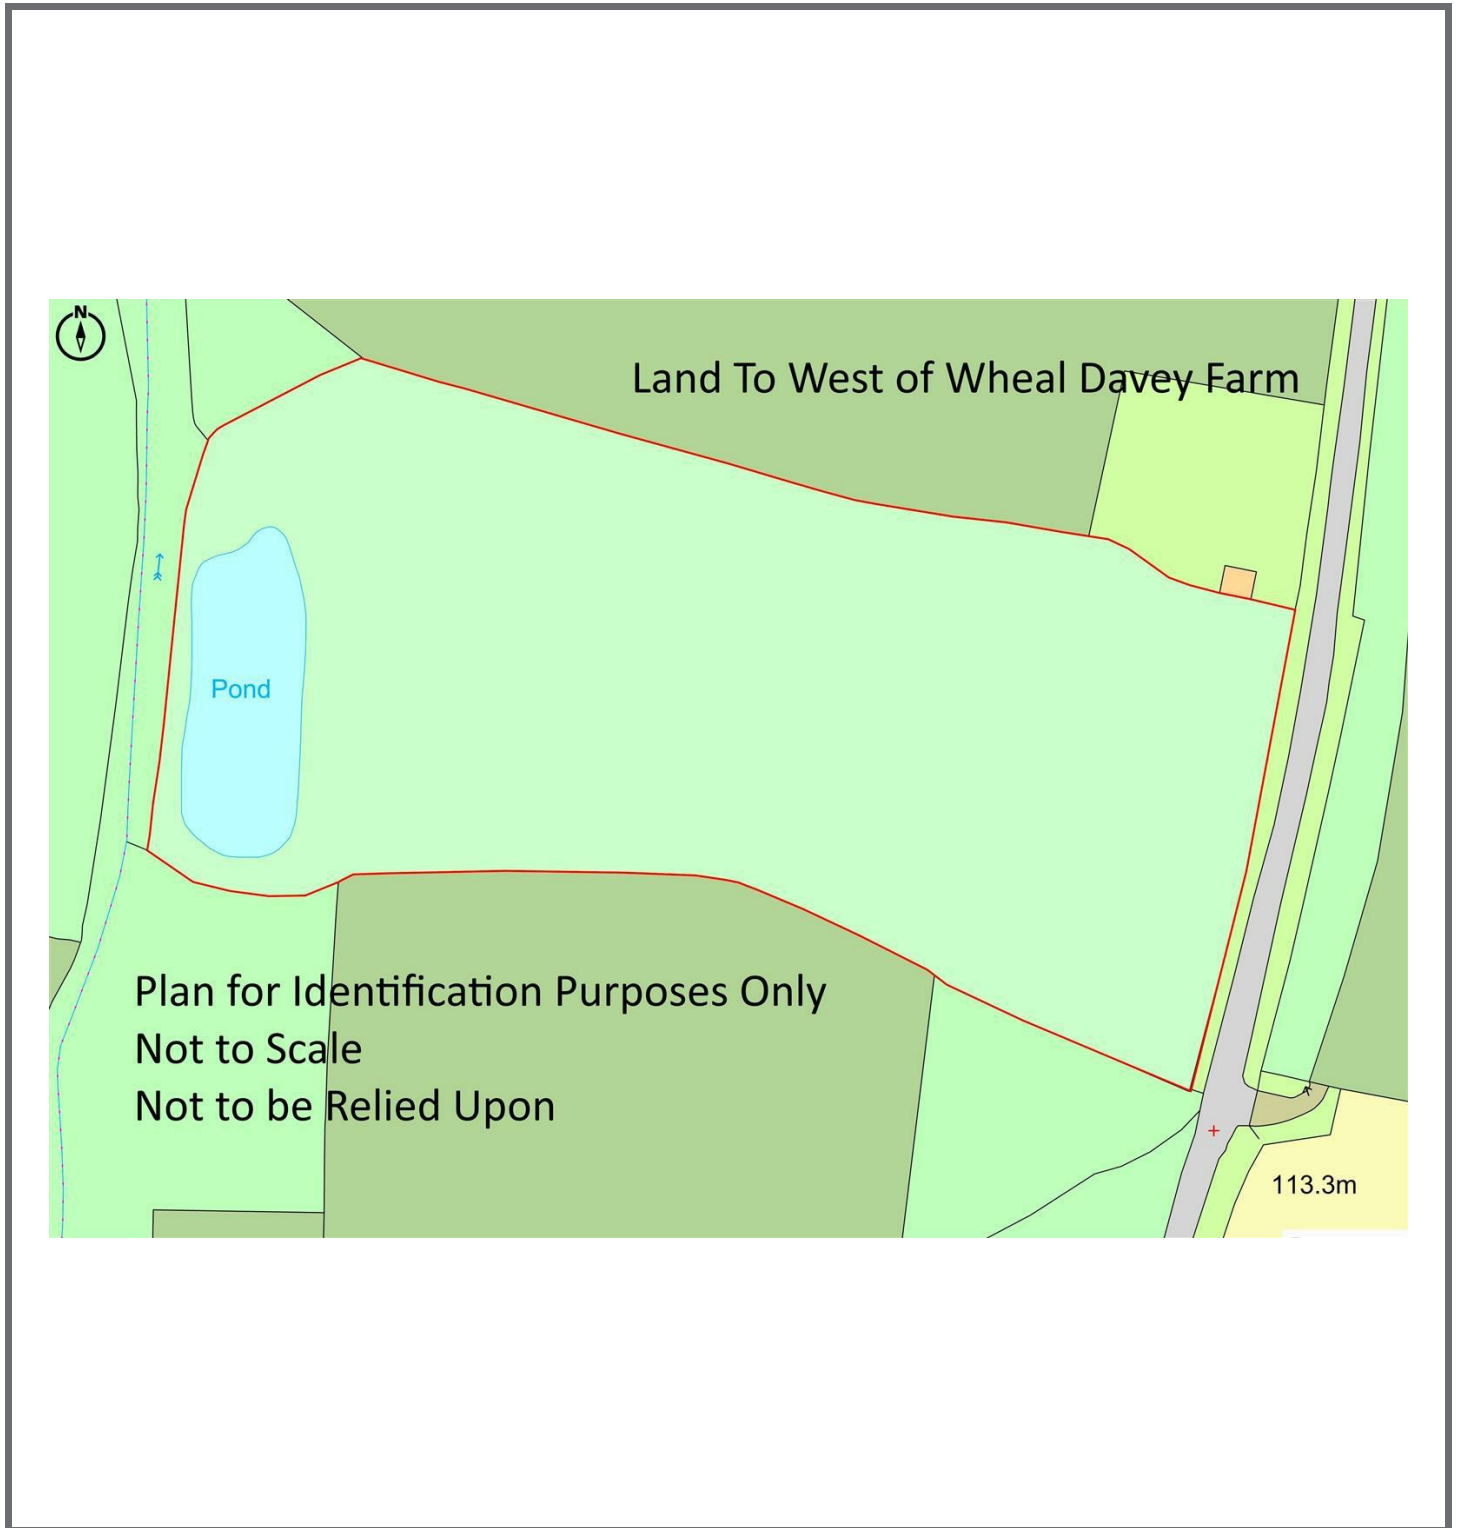 N
Land To West of Wheal Davey Farm
Pond
Plan for Identification Purposes Only
Not to Scale
Not to be Relied Upon
113.3m